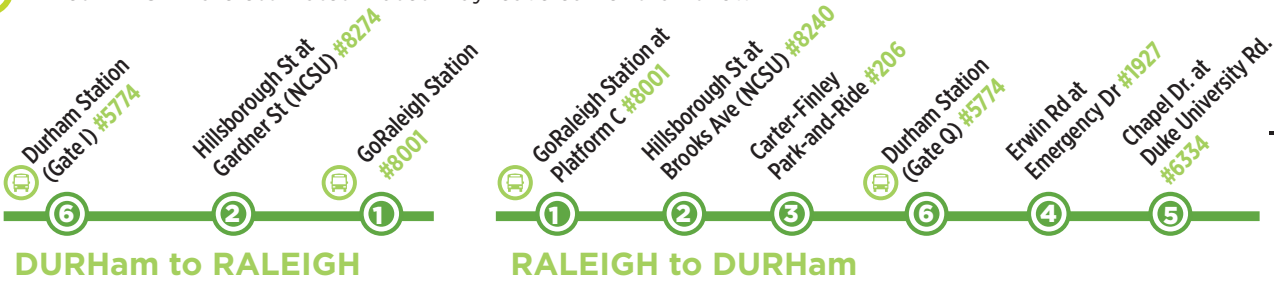 Durham Station
(Gate I) #5774
Hillsborough St at
Gardner St (NCSU) #8274
GoRaleigh Station
#8001
6
2
1
DURHam to RALEIGH
GoRaleigh Station at
Platform C #8001
Hillsborough St at
Brooks Ave (NCSU) #8240
Carter-Finley
Park-and-Ride #206
Durham Station
(Gate Q) #5774
Erwin Rd at
Emergency Dr #1927
Chapel Dr. at
Duke University Rd.
#6334
1
2
3
6
4
5
RALEIGH to DURHam